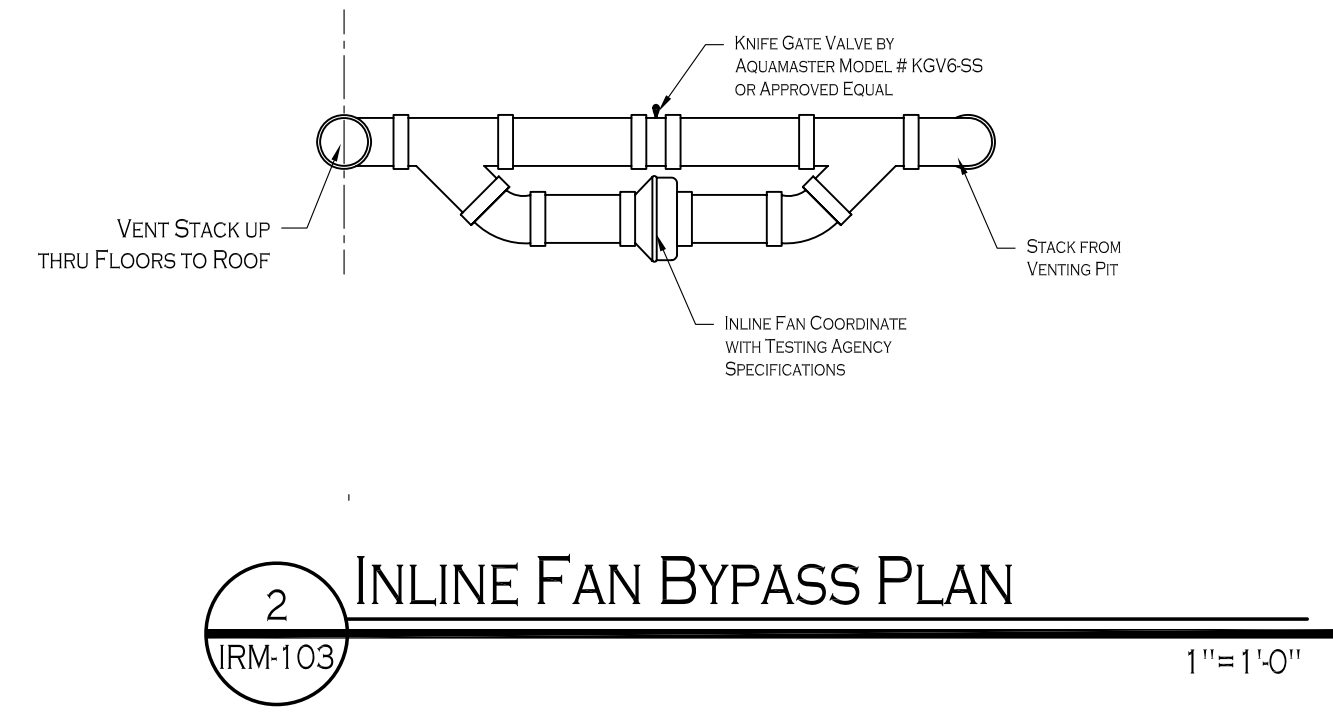 Knife Gate Valve by
Aquamaster Model # KGV6-SS
or Approved Equal
Vent Stack up
thru Floors to Roof
Stack from
Venting Pit
Inline Fan Coordinate
with Testing Agency
Specifications
Inline Fan Bypass Plan
2
IRM-103
1"=1'-0"